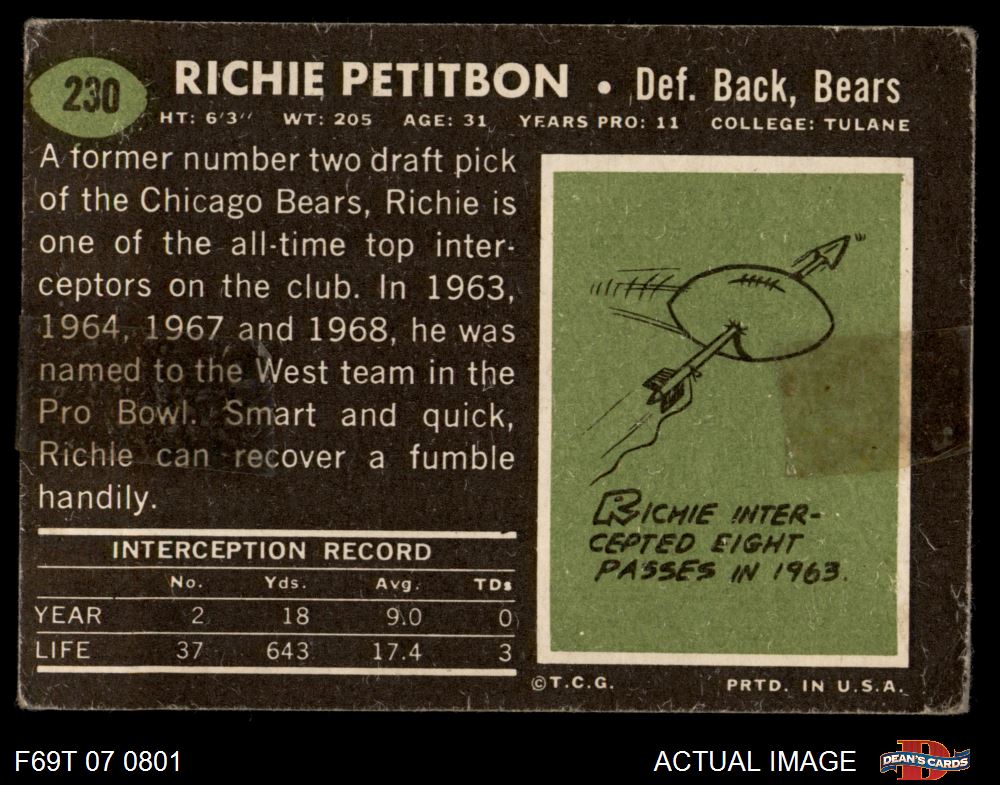 230
RICHIE PETITBON • Def. Back, Bears
HT: 6'3" WT: 205 AGE: 31 YEARS PRO: 11 COLLEGE: TULANE
A former number two draft pick
of the Chicago Bears, Richie is
one of the all-time top inter-
ceptors on the club. In 1963,
1964, 1967 and 1968, he was
named to the West team in the
Pro Bowl. Smart and quick,
Richie can recover a fumble
handily.
INTERCEPTION RECORD
No. Yds. Avg. TDs
YEAR 2 18 9.0 0
LIFE 37 643 17.4 3
RICHIE INTER-
CEPTED EIGHT
PASSES IN 1963.
©T.C.G. PRTD. IN U.S.A.
F69T 07 0801 ACTUAL IMAGE
D
DEAN'S CARDS